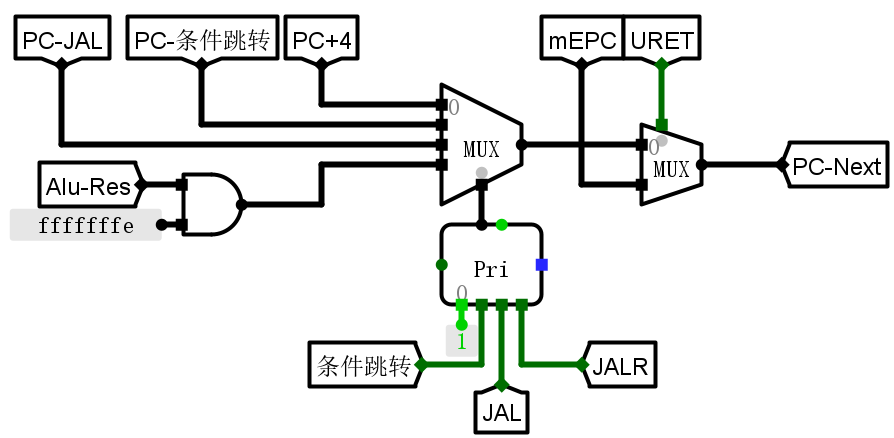 PC-JAL
PC-条件跳转
PC+4
mEPC
URET
0
MUX
0
MUX
PC-Next
Alu-Res
fffffffe
Pri
0
1
条件跳转
JALR
JAL